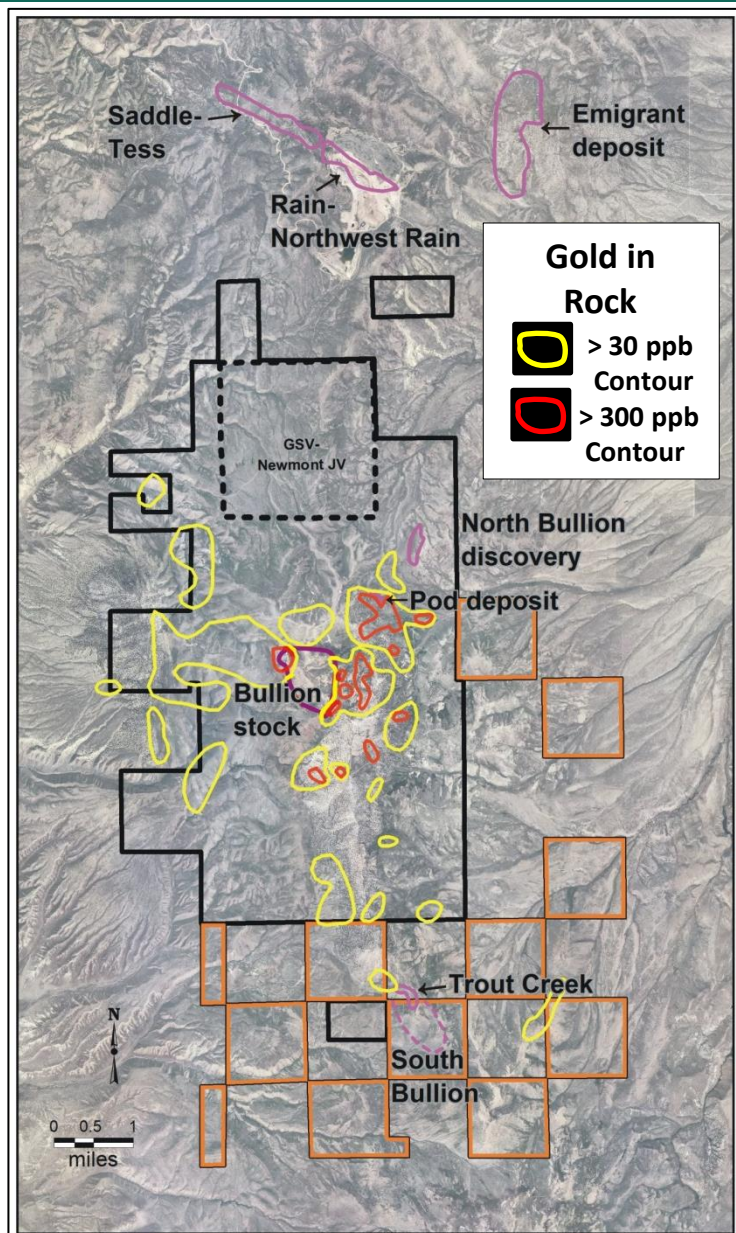 Saddle-
Tess
Emigrant
deposit
Rain-
Northwest Rain
Gold in
Rock
> 30 ppb
Contour
> 300 ppb
Contour
GSV-
Newmont JV
North Bullion
discovery
Pod deposit
Bullion
stock
Trout Creek
South
Bullion
N
0 0.5 1
miles